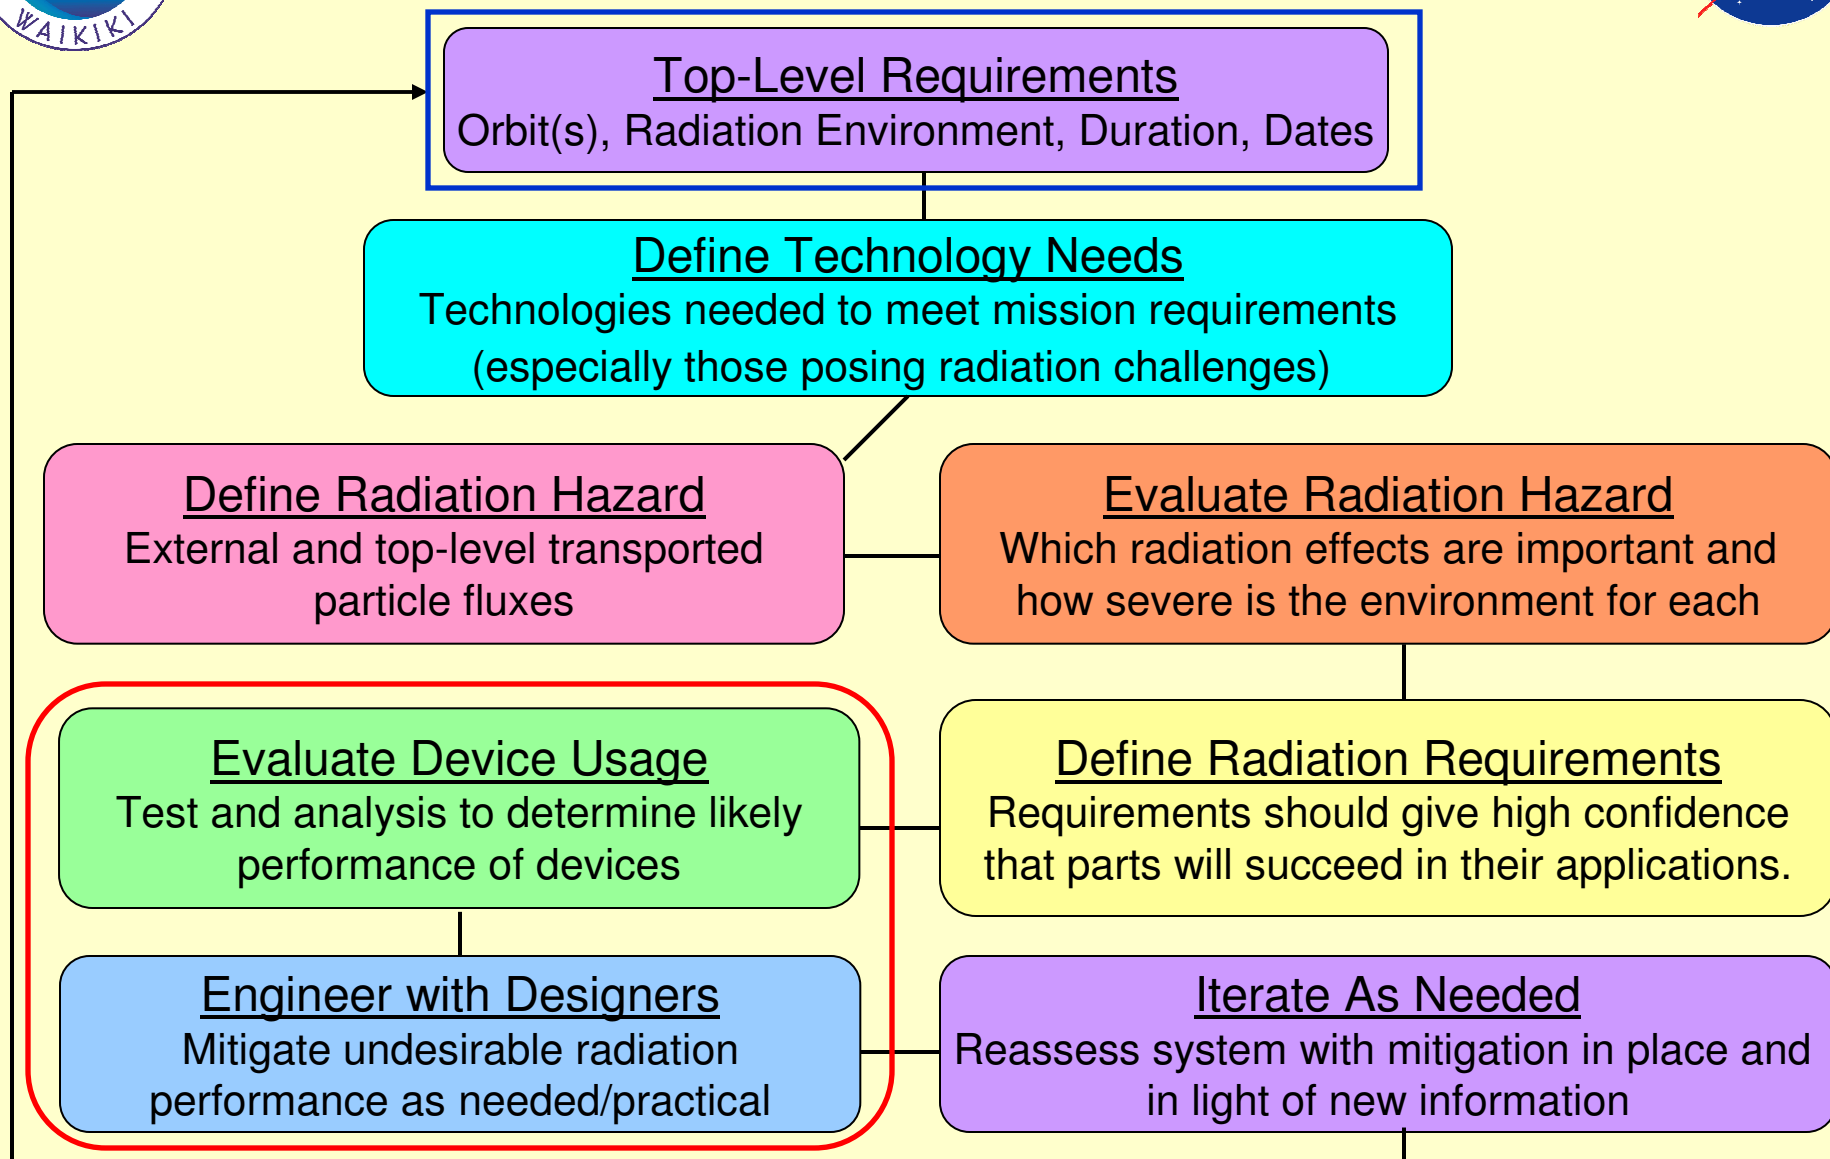 WAIKIKI
Top-Level Requirements
Orbit(s), Radiation Environment, Duration, Dates
Define Technology Needs
Technologies needed to meet mission requirements
(especially those posing radiation challenges)
Define Radiation Hazard
External and top-level transported
particle fluxes
Evaluate Radiation Hazard
Which radiation effects are important and
how severe is the environment for each
Evaluate Device Usage
Test and analysis to determine likely
performance of devices
Define Radiation Requirements
Requirements should give high confidence
that parts will succeed in their applications.
Engineer with Designers
Mitigate undesirable radiation
performance as needed/practical
Iterate As Needed
Reassess system with mitigation in place and
in light of new information